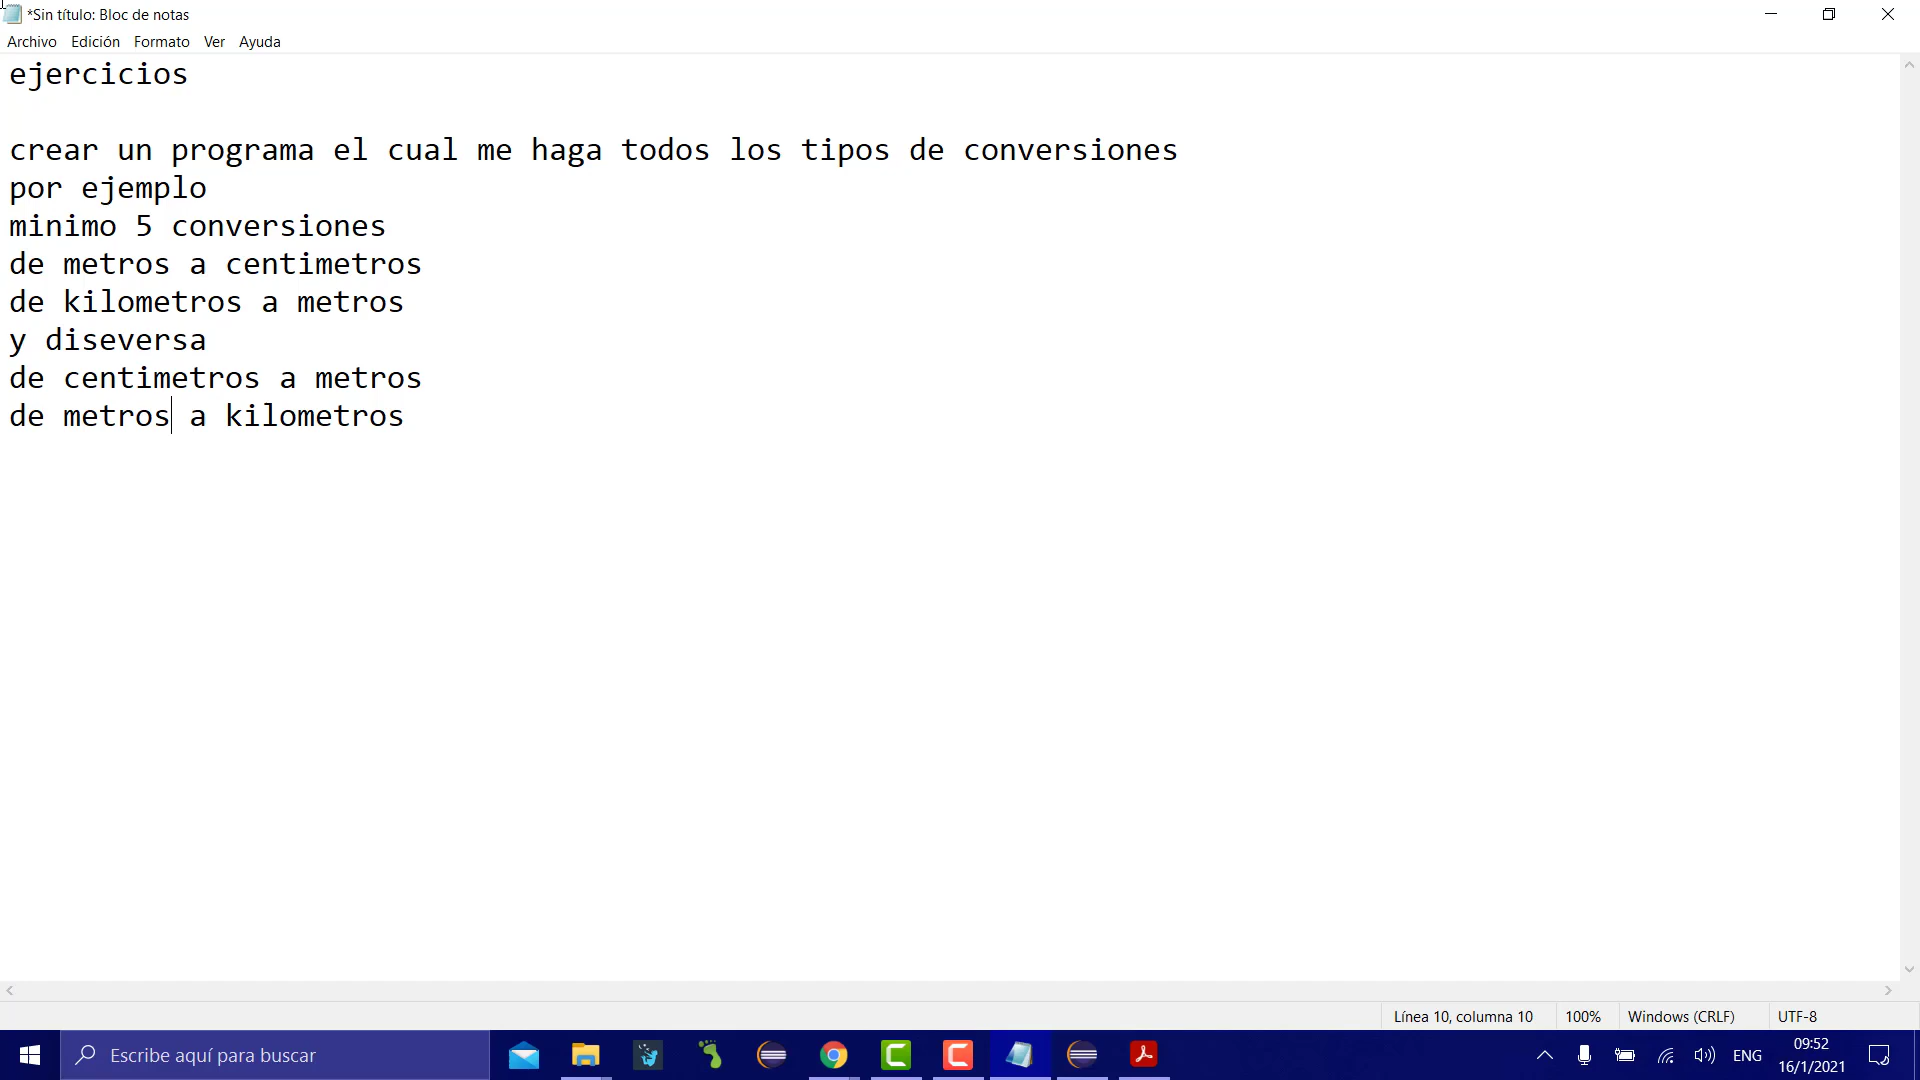 *Sin título: Bloc de notas
Archivo Edición Formato Ver Ayuda
ejercicios
crear un programa el cual me haga todos los tipos de conversiones
por ejemplo
minimo 5 conversiones
de metros a centimetros
de kilometros a metros
y diseversa
de centimetros a metros
de metros a kilometros
Línea 10, columna 10 100% Windows (CRLF) UTF-8
Escribe aquí para buscar
ENG
09:52
16/1/2021